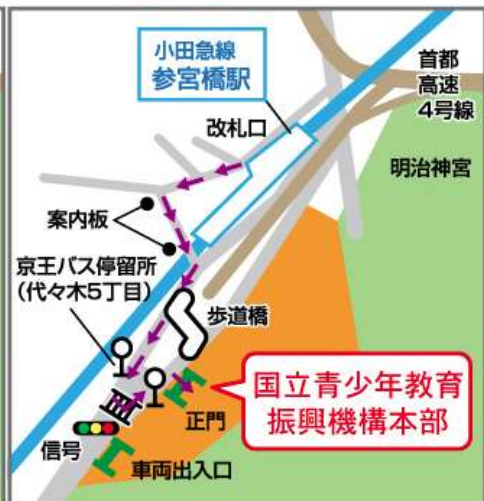 小田急線
参宮橋駅
改札口
首都
高速
4号線
明治神宮
案内板
京王バス停留所
(代々木5丁目)
歩道橋
国立青少年教育
振興機構本部
正門
信号
車両出入口